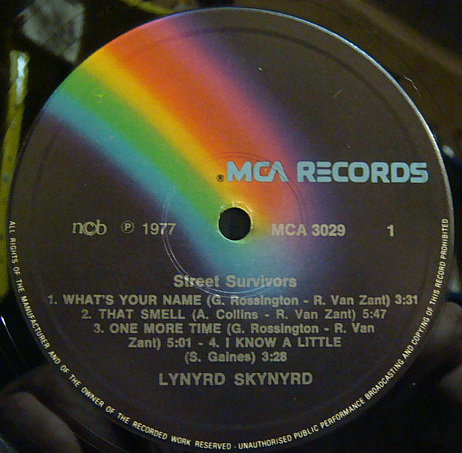 MCA RECORDS
ncb ℗ 1977 MCA 3029 1
Street Survivors
1. WHAT'S YOUR NAME (G. Rossington - R. Van Zant) 3:31
2. THAT SMELL (A. Collins - R. Van Zant) 5:47
3. ONE MORE TIME (G. Rossington - R. Van
Zant) 5:01 - 4. I KNOW A LITTLE
(S. Gaines) 3:28
LYNYRD SKYNYRD
ALL RIGHTS OF THE MANUFACTURER AND OF THE OWNER OF THE RECORDED WORK RESERVED - UNAUTHORISED PUBLIC PERFORMANCE BROADCASTING AND COPYING OF THIS RECORD PROHIBITED